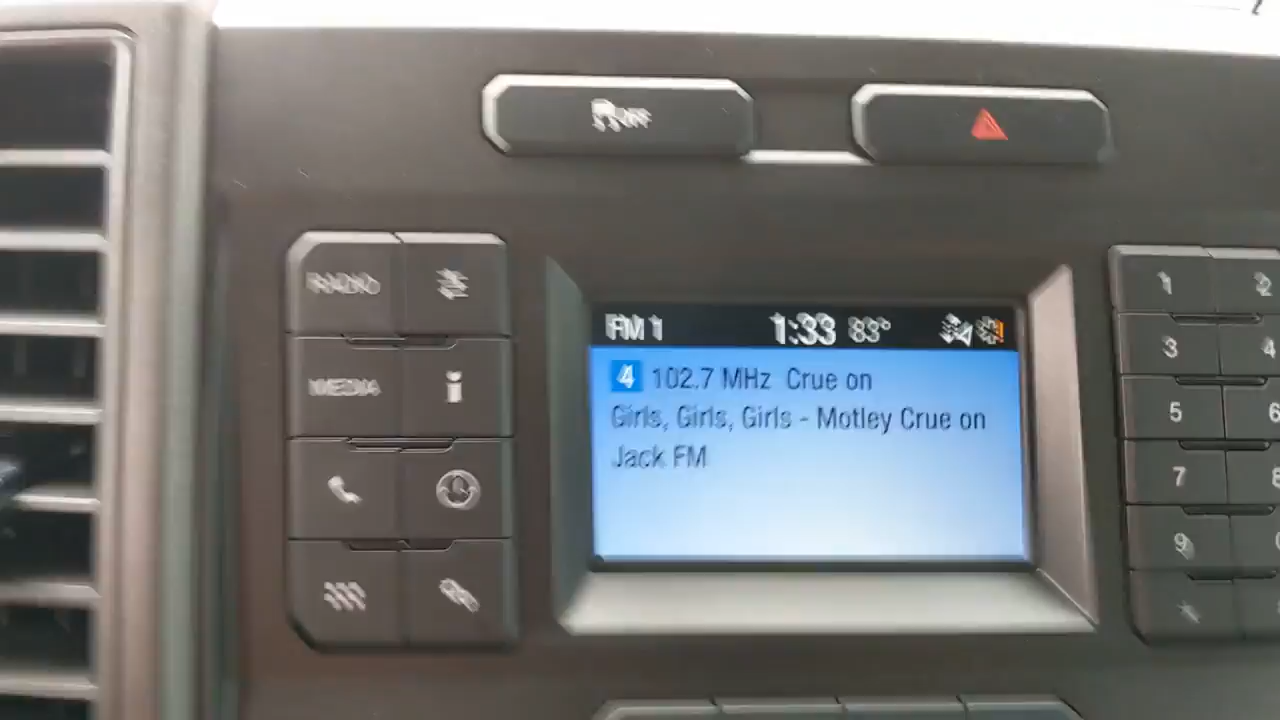 OFF
RADIO
MEDIA
i
FM 1
1:33 83°
4 102.7 MHz Crue on
Girls, Girls, Girls - Motley Crue on
Jack FM
1 2
3 4
5 6
7 8
9